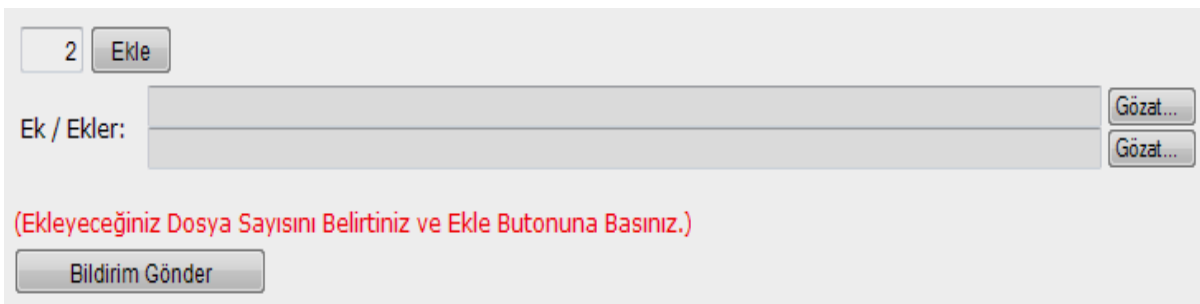 2 Ekle
Gözat...
Ek / Ekler:
Gözat...
(Ekleyeceğiniz Dosya Sayısını Belirtiniz ve Ekle Butonuna Basınız.)
Bildirim Gönder